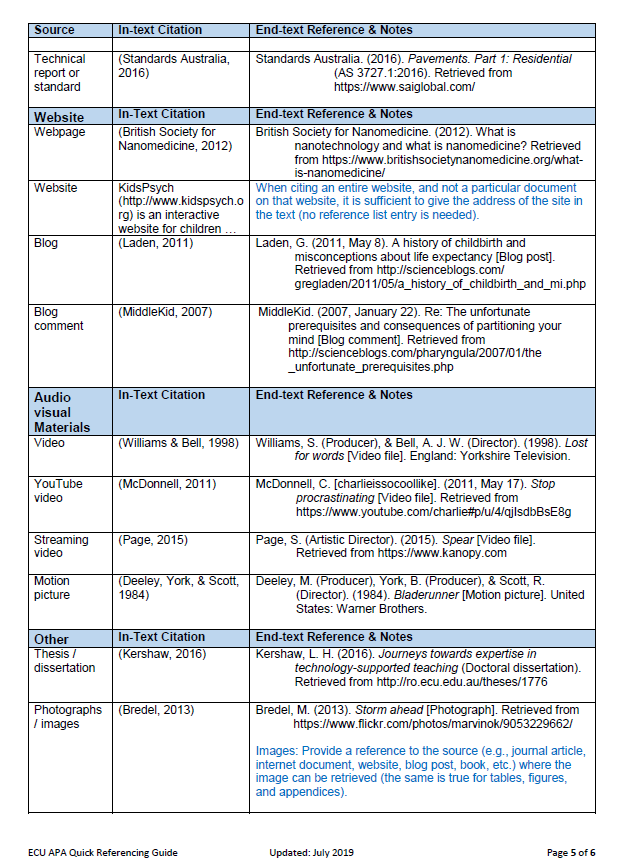 Source In-text Citation End-text Reference & Notes
Technical report or standard
(Standards Australia, 2016)
Standards Australia. (2016). Pavements. Part 1: Residential
(AS 3727.1:2016). Retrieved from
https://www.saiglobal.com/
Website In-Text Citation End-text Reference & Notes
Webpage
(British Society for
Nanomedicine, 2012)
British Society for Nanomedicine. (2012). What is
nanotechnology and what is nanomedicine? Retrieved
from https://www.britishsocietynanomedicine.org/what-
is-nanomedicine/
Website
KidsPsych
(http://www.kidspsych.o
rg) is an interactive
website for children …
When citing an entire website, and not a particular document
on that website, it is sufficient to give the address of the site in
the text (no reference list entry is needed).
Blog
(Laden, 2011)
Laden, G. (2011, May 8). A history of childbirth and
misconceptions about life expectancy [Blog post].
Retrieved from http://scienceblogs.com/
gregladen/2011/05/a_history_of_childbirth_and_mi.php
Blog
comment
(MiddleKid, 2007)
MiddleKid. (2007, January 22). Re: The unfortunate
prerequisites and consequences of partitioning your
mind [Blog comment]. Retrieved from
http://scienceblogs.com/pharyngula/2007/01/the
_unfortunate_prerequisites.php
Audio
visual
Materials
In-Text Citation End-text Reference & Notes
Video
(Williams & Bell, 1998)
Williams, S. (Producer), & Bell, A. J. W. (Director). (1998). Lost
for words [Video file]. England: Yorkshire Television.
YouTube
video
(McDonnell, 2011)
McDonnell, C. [charlieissocoollike]. (2011, May 17). Stop
procrastinating [Video file]. Retrieved from
https://www.youtube.com/charlie#p/u/4/qjIsdbBsE8g
Streaming
video
(Page, 2015)
Page, S. (Artistic Director). (2015). Spear [Video file].
Retrieved from https://www.kanopy.com
Motion
picture
(Deeley, York, & Scott,
1984)
Deeley, M. (Producer), York, B. (Producer), & Scott, R.
(Director). (1984). Bladerunner [Motion picture]. United
States: Warner Brothers.
Other In-Text Citation End-text Reference & Notes
Thesis /
dissertation
(Kershaw, 2016)
Kershaw, L. H. (2016). Journeys towards expertise in
technology-supported teaching (Doctoral dissertation).
Retrieved from http://ro.ecu.edu.au/theses/1776
Photographs
/ images
(Bredel, 2013)
Bredel, M. (2013). Storm ahead [Photograph]. Retrieved from
https://www.flickr.com/photos/marvinok/9053229662/
Images: Provide a reference to the source (e.g., journal article,
internet document, website, blog post, book, etc.) where the
image can be retrieved (the same is true for tables, figures,
and appendices).
ECU APA Quick Referencing Guide Updated: July 2019 Page 5 of 6